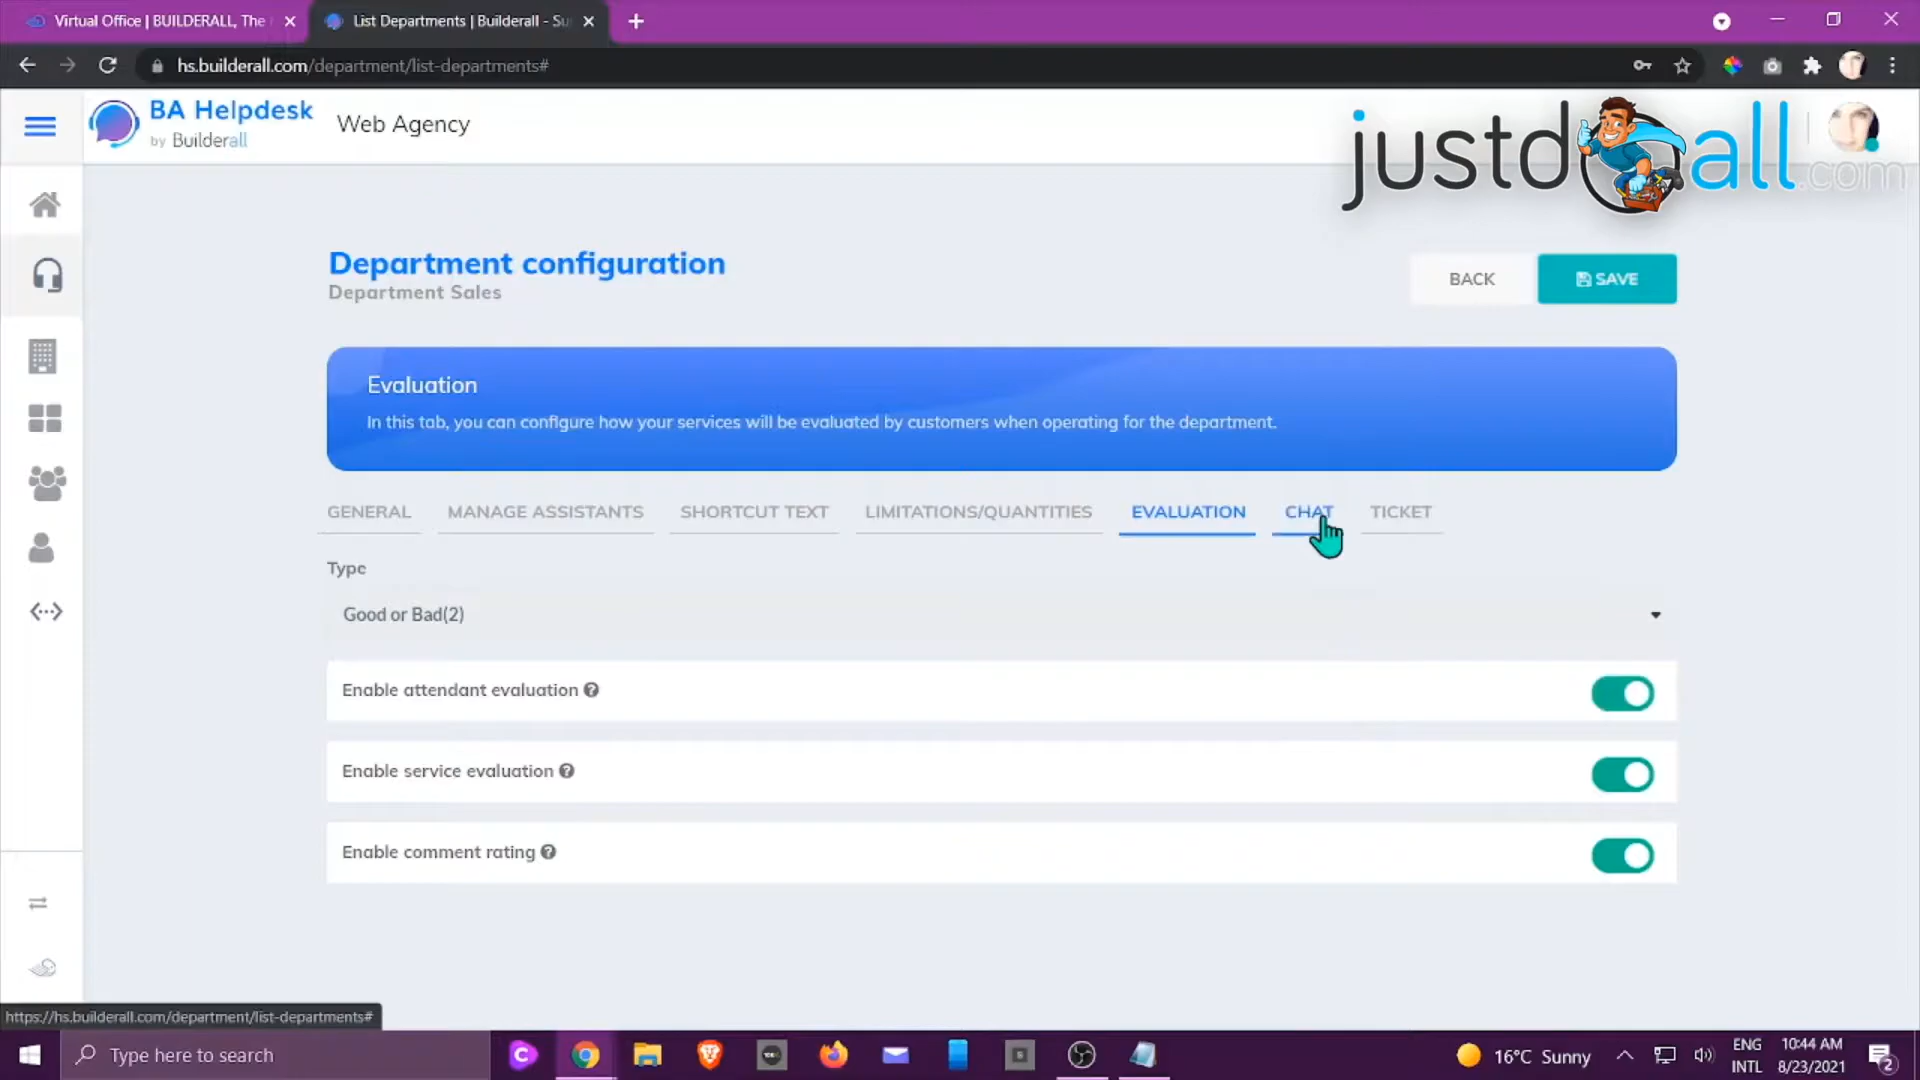 Virtual Office | BUILDERALL, The
List Departments | Builderall - Su
hs.builderall.com/department/list-departments#
BA Helpdesk
by Builderall
Web Agency
justdoall.com
Department configuration
Department Sales
BACK
SAVE
Evaluation
In this tab, you can configure how your services will be evaluated by customers when operating for the department.
GENERAL
MANAGE ASSISTANTS
SHORTCUT TEXT
LIMITATIONS/QUANTITIES
EVALUATION
CHAT
TICKET
Type
Good or Bad(2)
Enable attendant evaluation
Enable service evaluation
Enable comment rating
https://hs.builderall.com/department/list-departments#
Type here to search
16°C Sunny
ENG
INTL
10:44 AM
8/23/2021
2